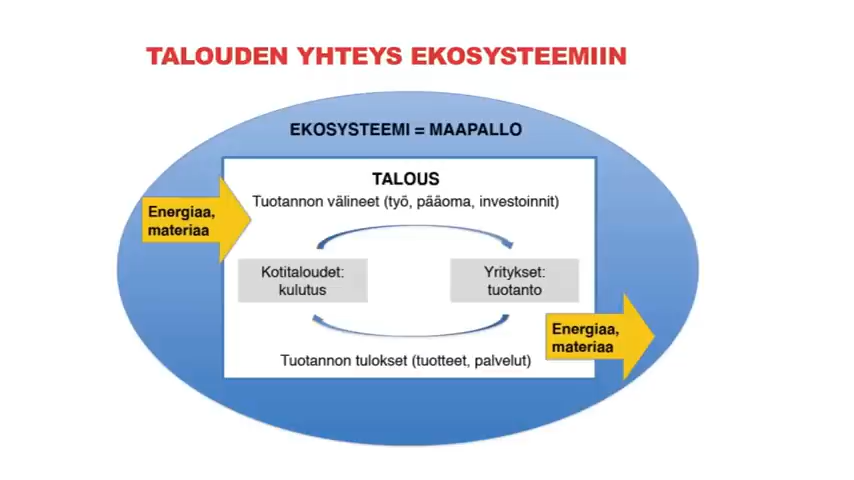 TALOUDEN YHTEYS EKOSYSTEEMIIN
EKOSYSTEEMI = MAAPALLO
TALOUS
Tuotannon välineet (työ, pääoma, investoinnit)
Energiaa,
materiaa
Kotitaloudet:
kulutus
Yritykset:
tuotanto
Energiaa,
materiaa
Tuotannon tulokset (tuotteet, palvelut)